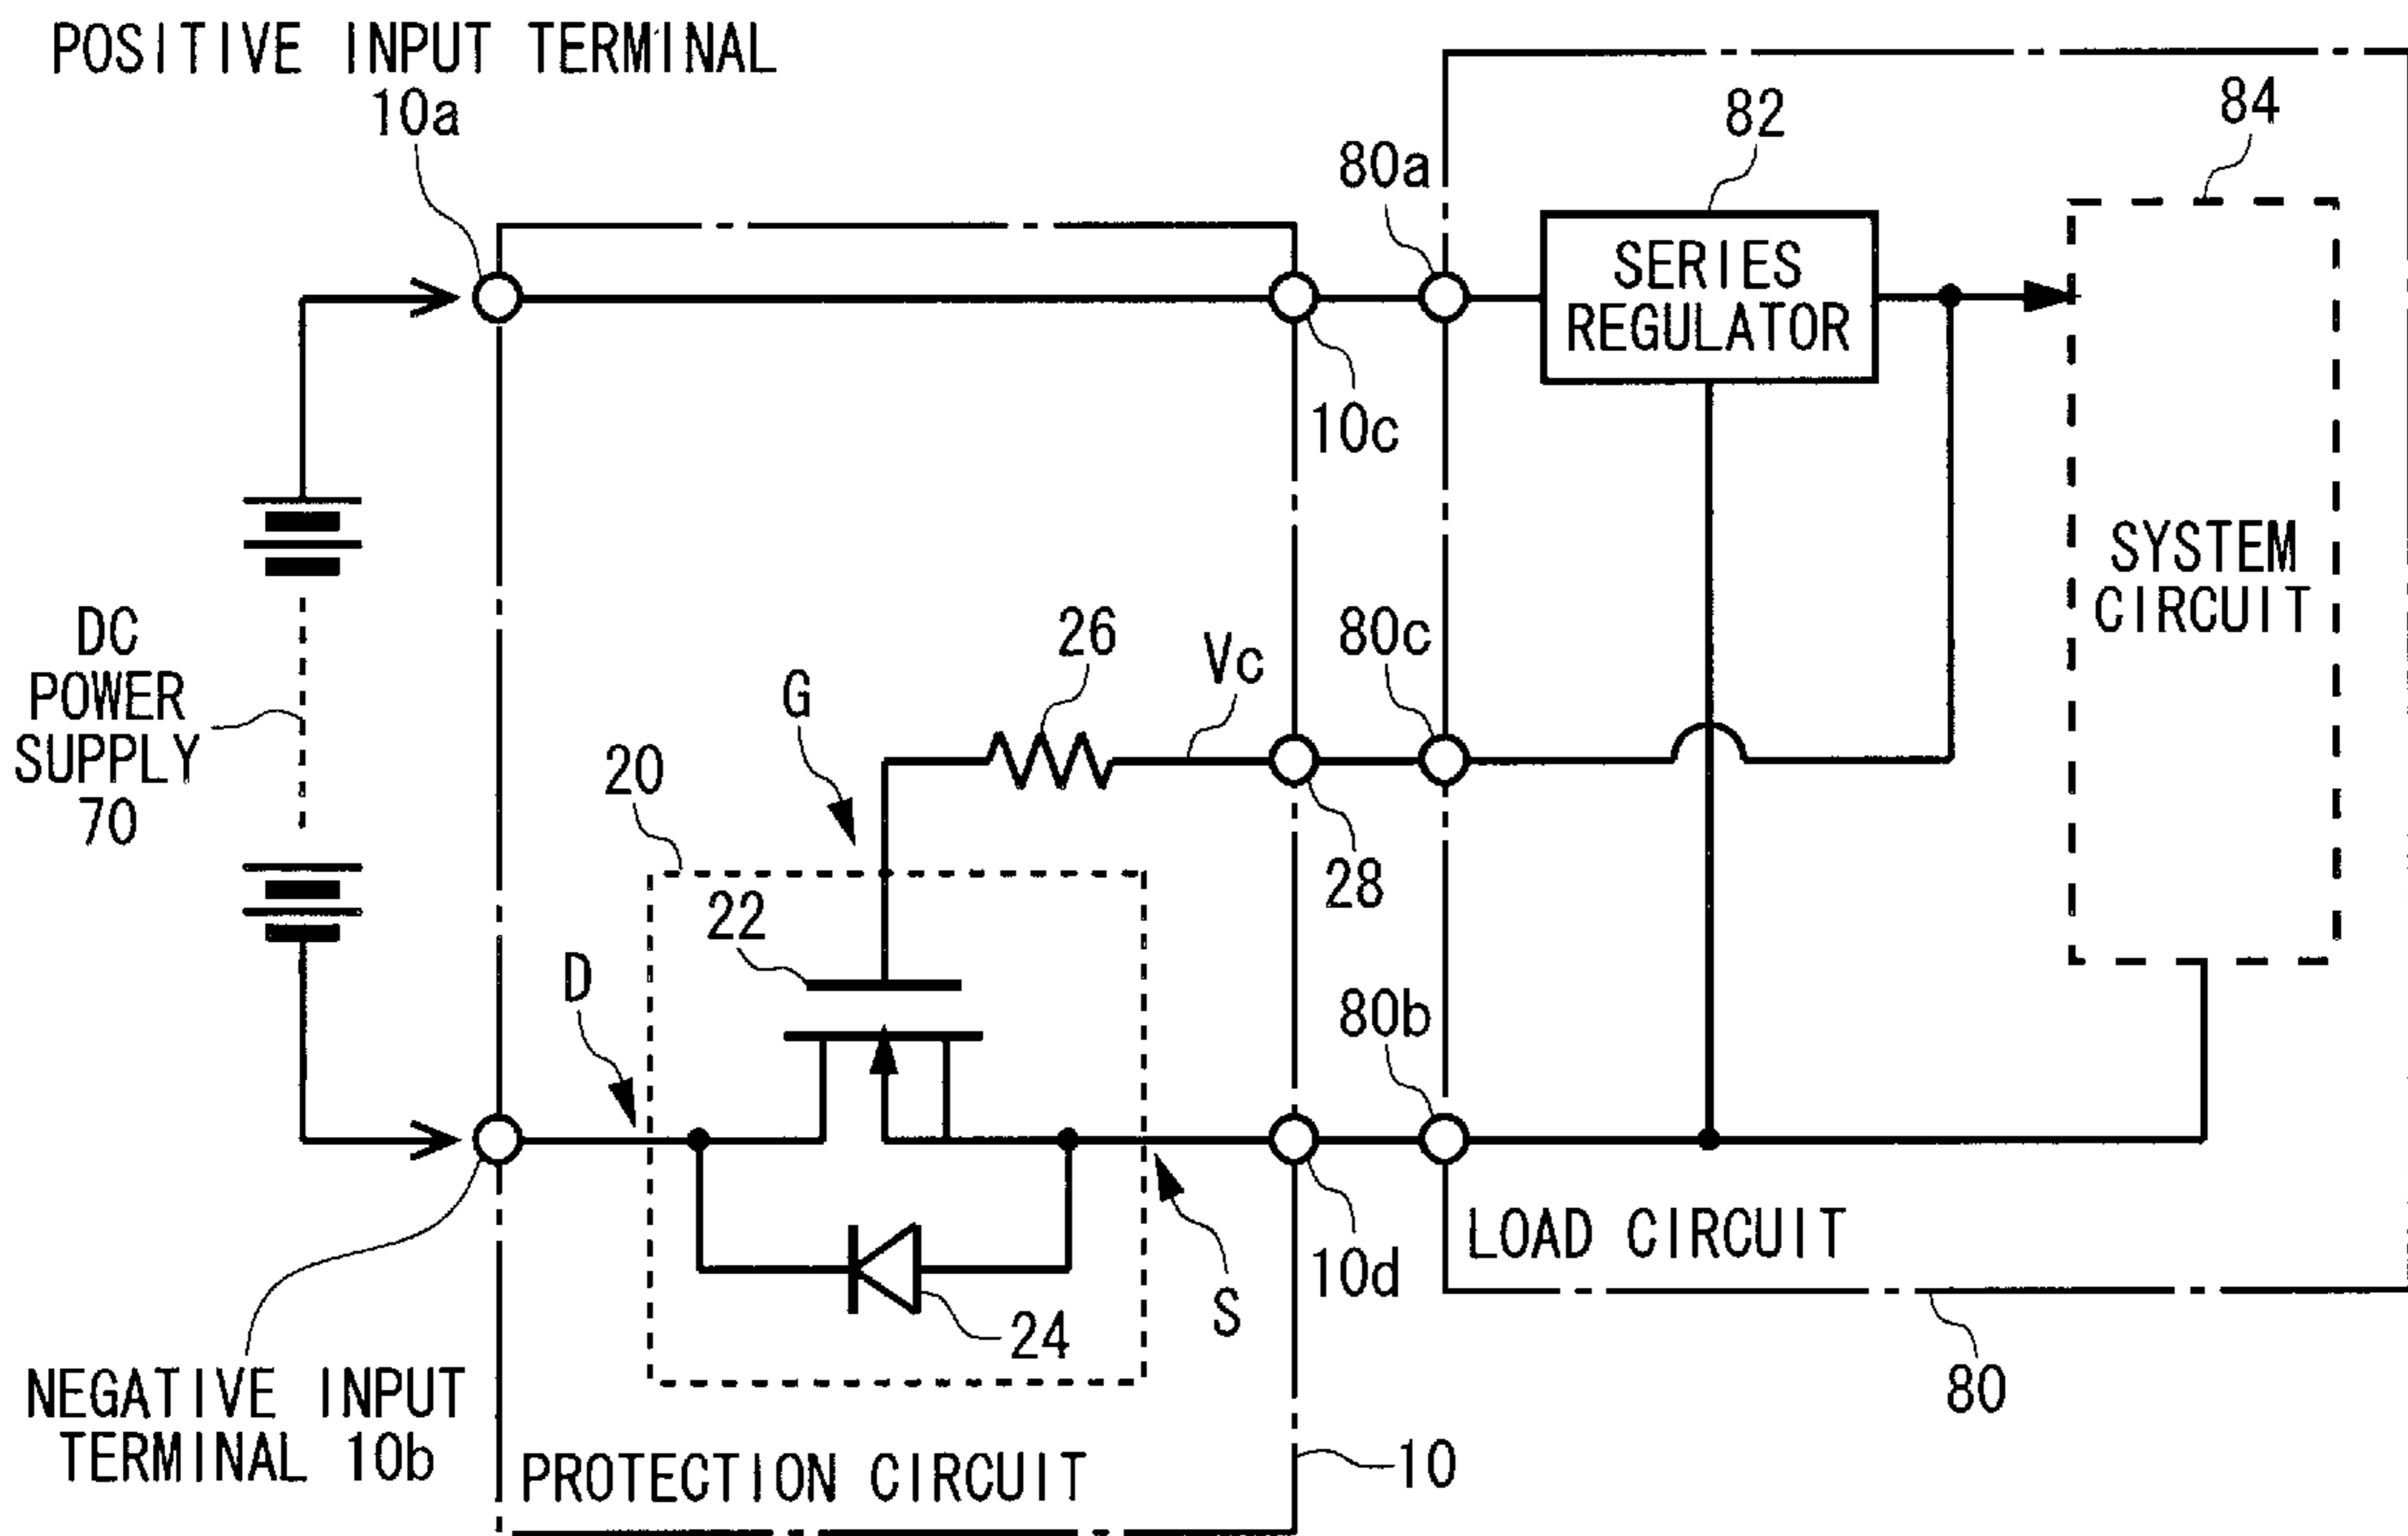 POSITIVE INPUT TERMINAL
10a
82
84
80a
SERIES
REGULATOR
10c
SYSTEM
CIRCUIT
DC
POWER
SUPPLY
70
26
80c
Vc
G
20
28
22
D
80b
LOAD CIRCUIT
10d
S
24
80
NEGATIVE INPUT
TERMINAL 10b
PROTECTION CIRCUIT
10